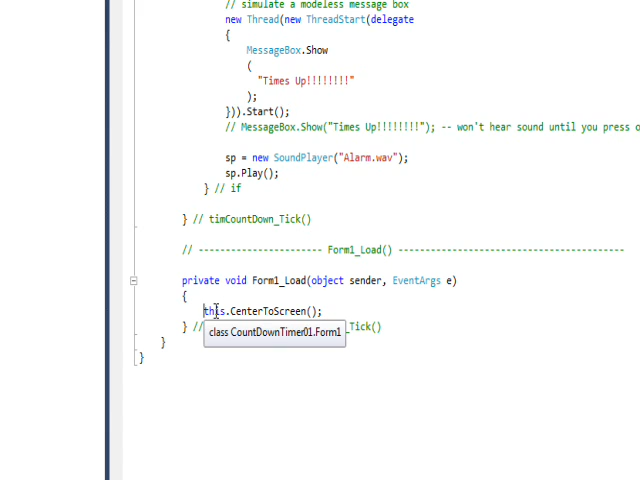 // simulate a modeless message box
new Thread(new ThreadStart(delegate
{
MessageBox.Show
(
"Times Up!!!!!!!!"
);
})).Start();
// MessageBox.Show("Times Up!!!!!!!!"); -- won't hear sound until you press o
sp = new SoundPlayer("Alarm.wav");
sp.Play();
} // if
} // timCountDown_Tick()
// ----------------------- Form1_Load() ------------------------------------------
private void Form1_Load(object sender, EventArgs e)
{
this.CenterToScreen();
} // _Tick()
class CountDownTimer01.Form1
}
}